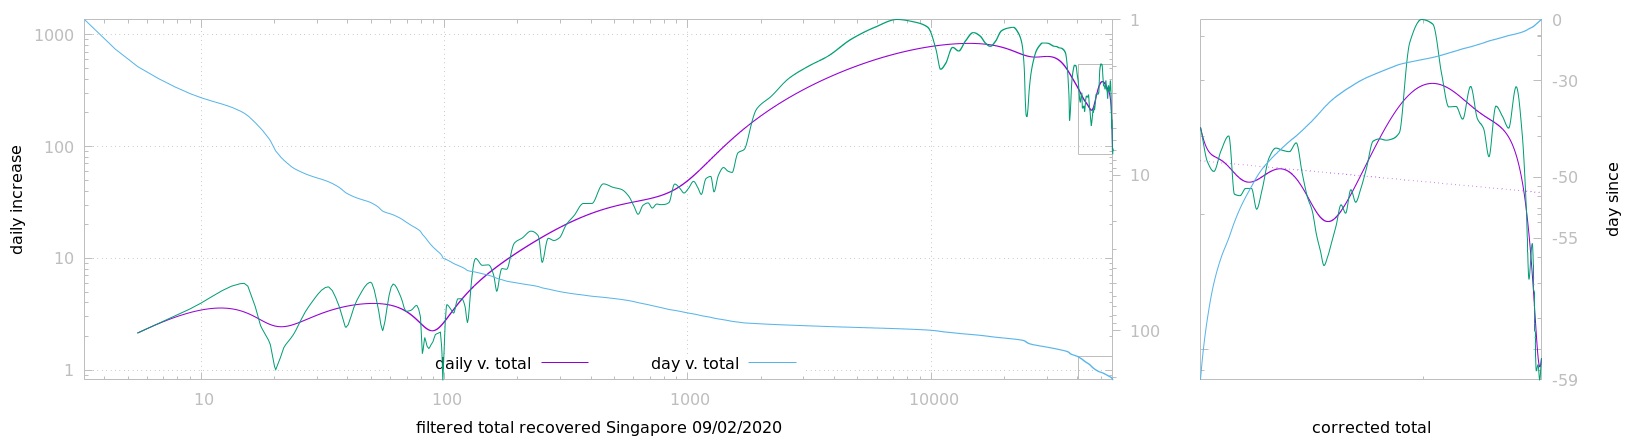 1000
100
10
1
daily increase
daily v. total
day v. total
10
100
1000
10000
filtered total recovered Singapore 09/02/2020
1
10
100
0
-30
-50
-55
-59
day since
corrected total